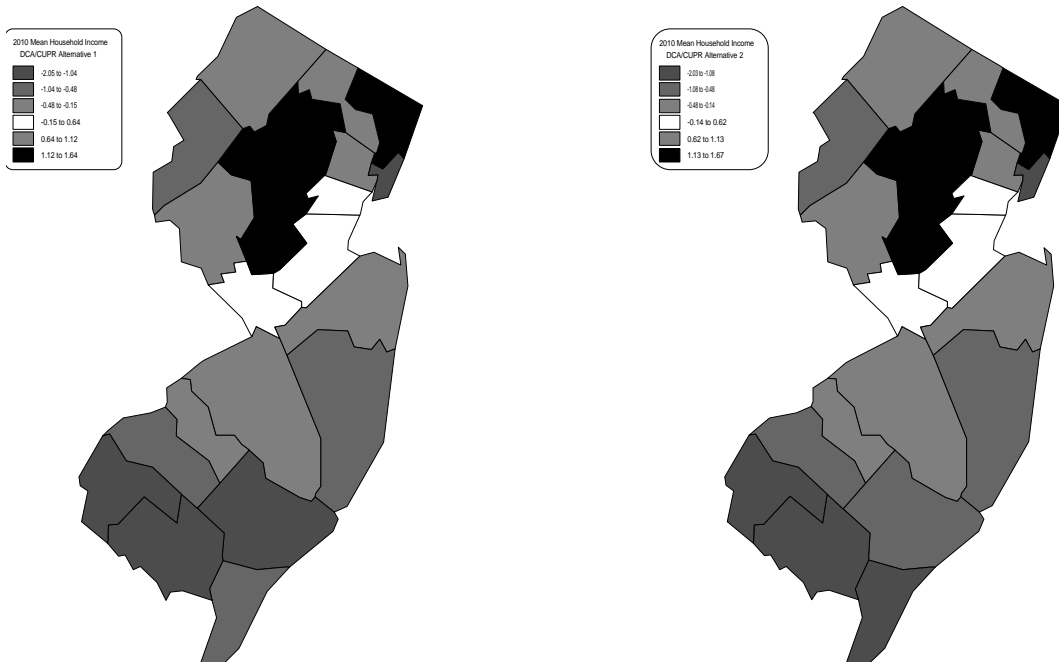 2010 Mean Household Income
DCA/CUPR Alternative 1
-2.05 to -1.04
-1.04 to -0.48
-0.48 to -0.15
-0.15 to 0.64
0.64 to 1.12
1.12 to 1.64
2010 Mean Household Income
DCA/CUPR Alternative 2
-2.03 to -1.08
-1.08 to -0.48
-0.48 to -0.14
-0.14 to 0.62
0.62 to 1.13
1.13 to 1.67